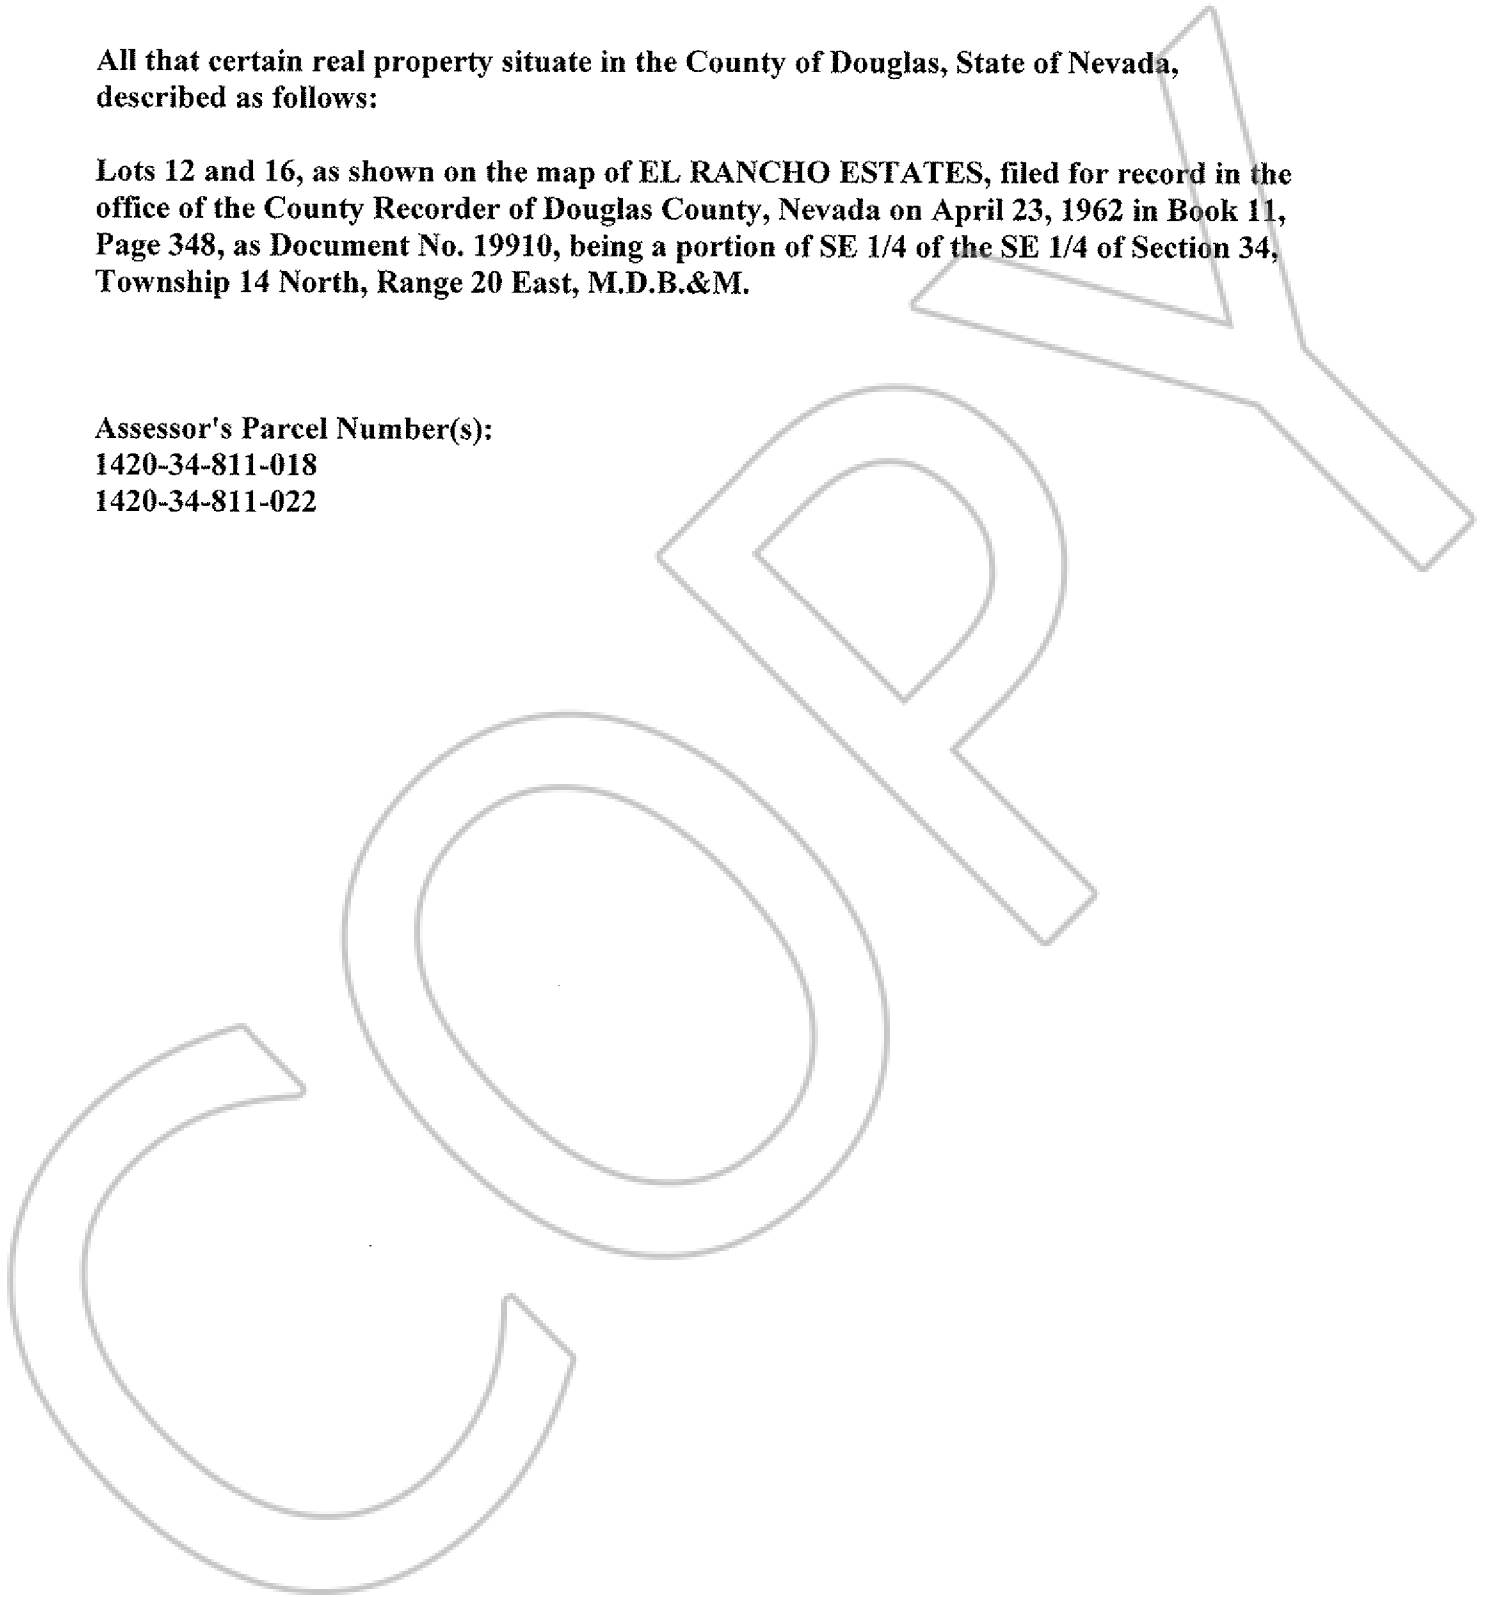 All that certain real property situate in the County of Douglas, State of Nevada,
described as follows:
Lots 12 and 16, as shown on the map of EL RANCHO ESTATES, filed for record in the
office of the County Recorder of Douglas County, Nevada on April 23, 1962 in Book 11,
Page 348, as Document No. 19910, being a portion of SE 1/4 of the SE 1/4 of Section 34,
Township 14 North, Range 20 East, M.D.B.&M.
Assessor's Parcel Number(s):
1420-34-811-018
1420-34-811-022
COPY